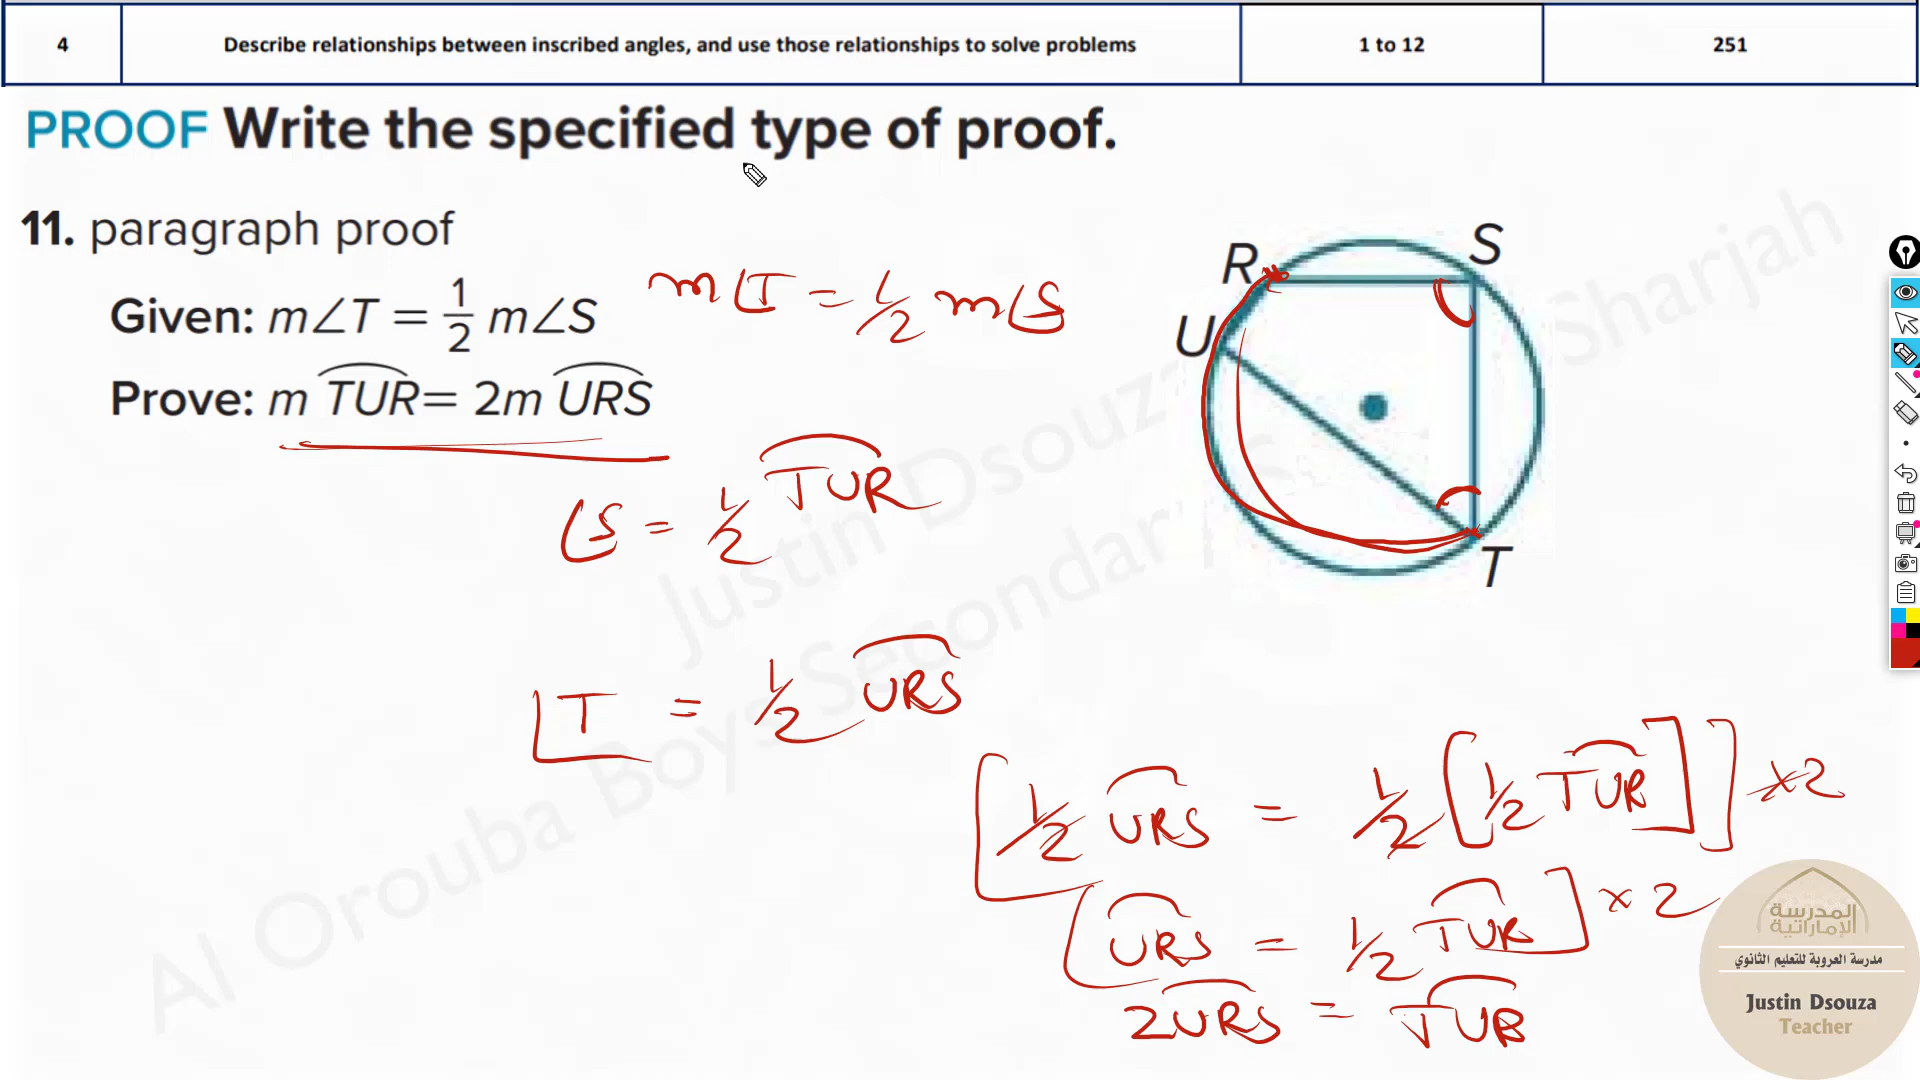 4 Describe relationships between inscribed angles, and use those relationships to solve problems 1 to 12 251
PROOF Write the specified type of proof.
11. paragraph proof
Given: m∠T = 1/2 m∠S
Prove: m TUR = 2m URS
m∠T = 1/2 m∠S
R
S
U
T
∠S = 1/2 TUR
∠T = 1/2 URS
[1/2 URS = 1/2 [1/2 TUR]] × 2
[URS = 1/2 TUR] × 2
2URS = TUR
Justin Dsouza
Al Orouba Boys Secondary Sharjah
المدرسة
الإماراتية
مدرسة العروبة للتعليم الثانوي
Justin Dsouza
Teacher